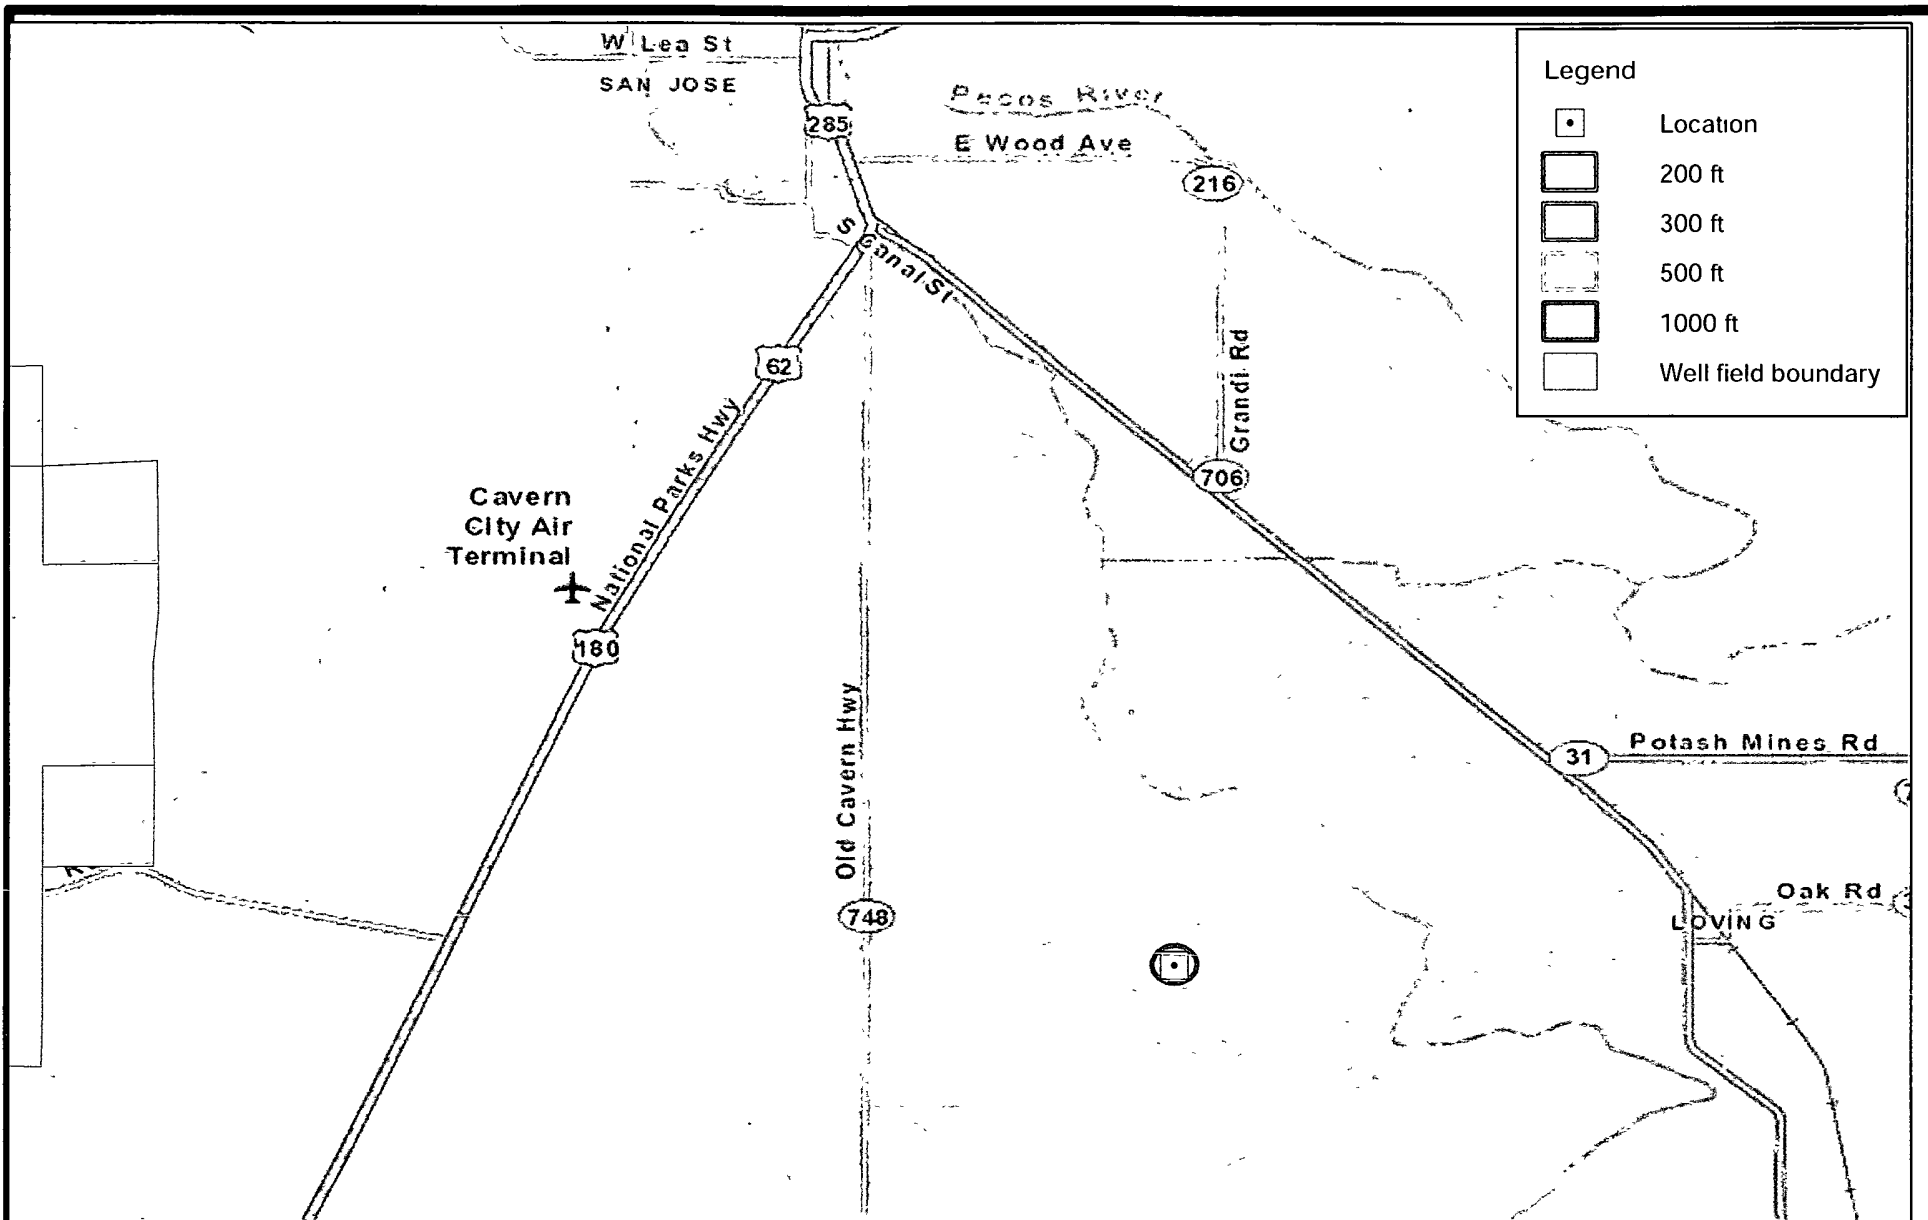 W Lea St
SAN JOSE
285
Pecos River
E Wood Ave
216
Legend
Location
200 ft
300 ft
500 ft
1000 ft
Well field boundary
S Canal St
62
Grandi Rd
National Parks Hwy
706
Cavern
City Air
Terminal
180
Old Cavern Hwy
31
Potash Mines Rd
748
Oak Rd
LOVING